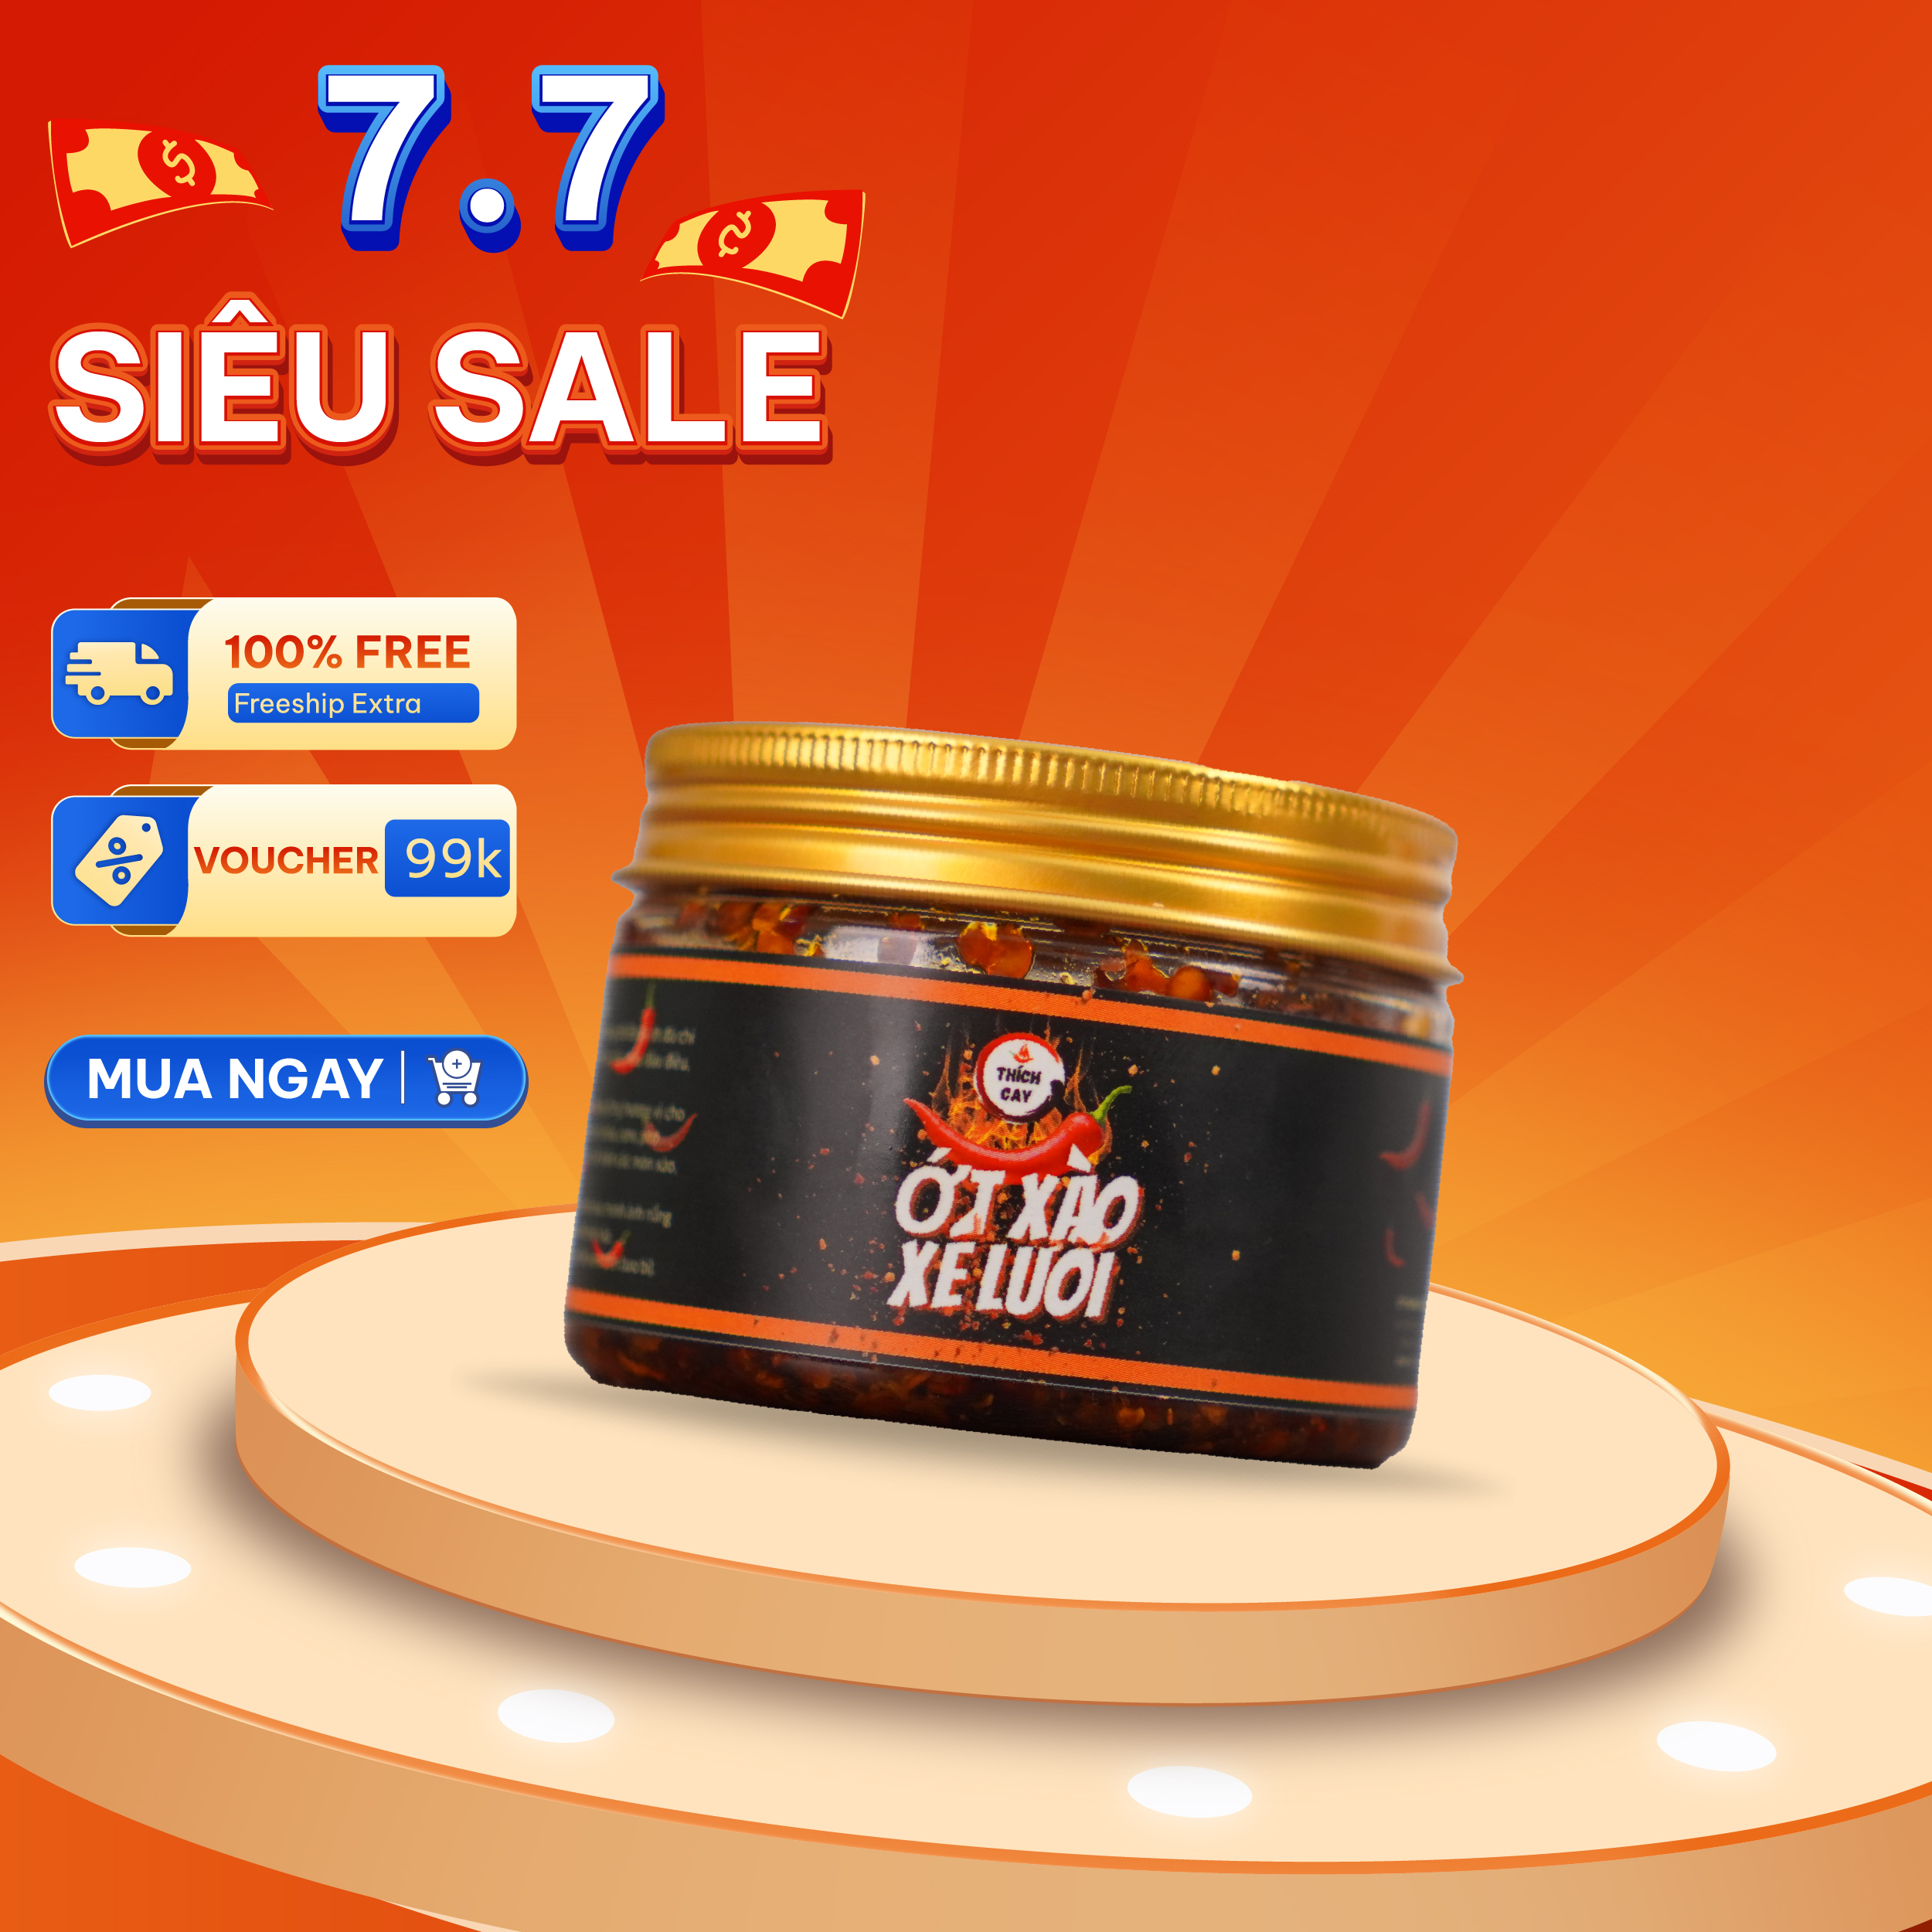 7.7
SIÊU SALE
100% FREE
Freeship Extra
VOUCHER 99k
MUA NGAY
THÍCH
CAY
ỚT XÀO
XÉ LƯỠI